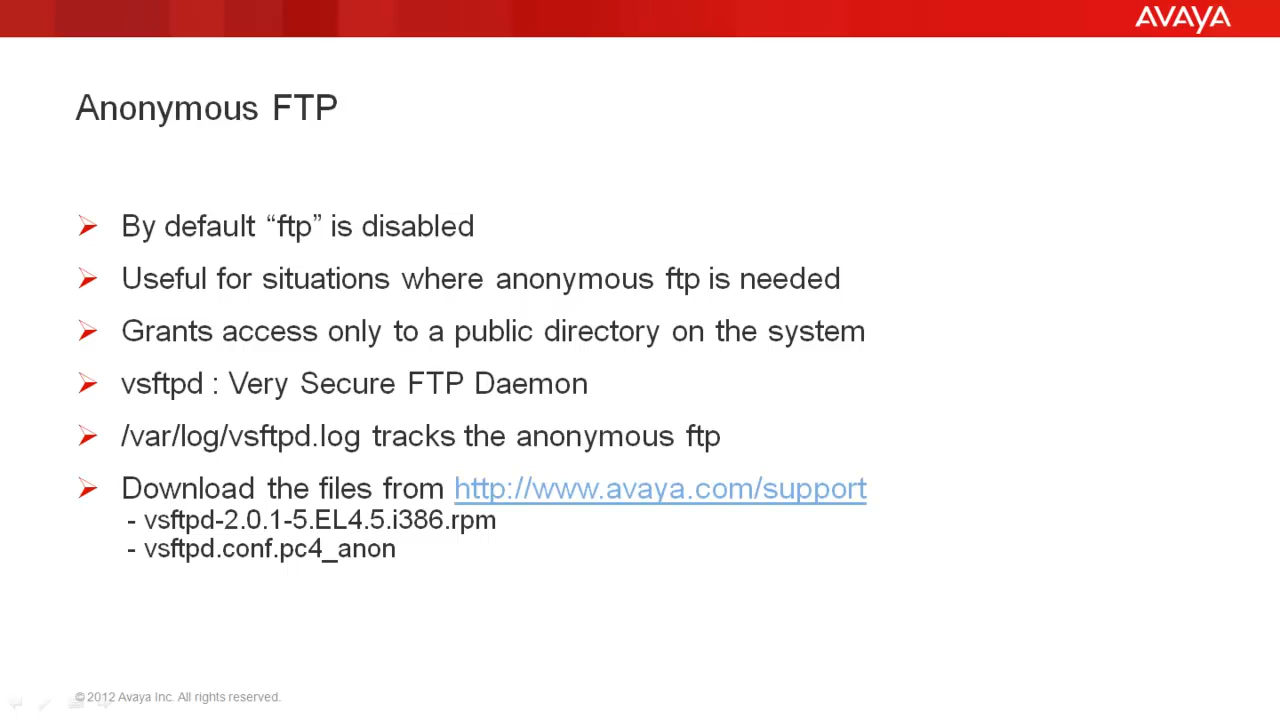 AVAYA
Anonymous FTP
By default “ftp” is disabled
Useful for situations where anonymous ftp is needed
Grants access only to a public directory on the system
vsftpd : Very Secure FTP Daemon
/var/log/vsftpd.log tracks the anonymous ftp
Download the files from http://www.avaya.com/support
- vsftpd-2.0.1-5.EL4.5.i386.rpm
- vsftpd.conf.pc4_anon
© 2012 Avaya Inc. All rights reserved.